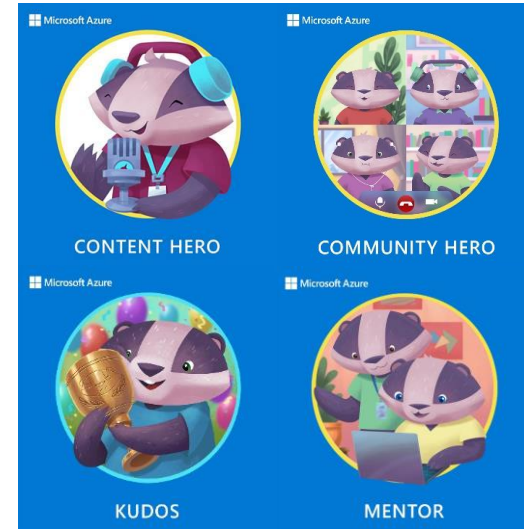 Microsoft Azure
Microsoft Azure
CONTENT HERO
COMMUNITY HERO
Microsoft Azure
Microsoft Azure
KUDOS
MENTOR